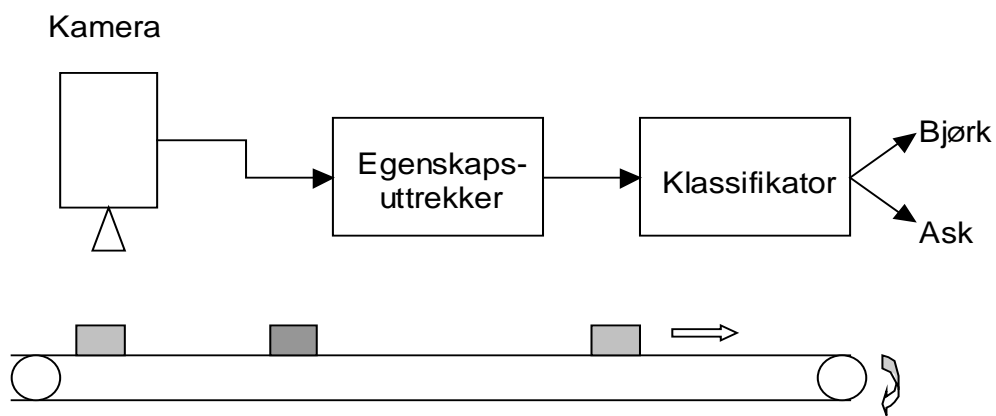 Kamera
Egenskaps-
uttrekker
Klassifikator
Bjørk
Ask